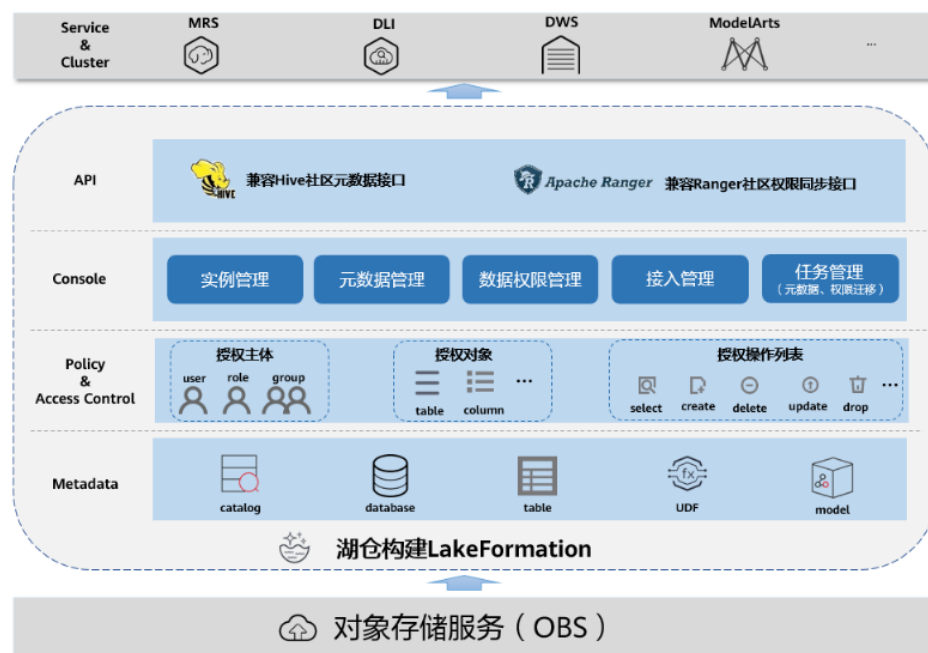 Service
&
Cluster
MRS
DLI
DWS
ModelArts
...
API
HIVE
兼容Hive社区元数据接口
R
Apache Ranger
兼容Ranger社区权限同步接口
Console
实例管理
元数据管理
数据权限管理
接入管理
任务管理
（元数据、权限迁移）
Policy
&
Access Control
授权主体
user
role
group
授权对象
table
column
...
授权操作列表
select
create
delete
update
drop
...
Metadata
catalog
database
table
fx
UDF
model
湖仓构建LakeFormation
对象存储服务（OBS）